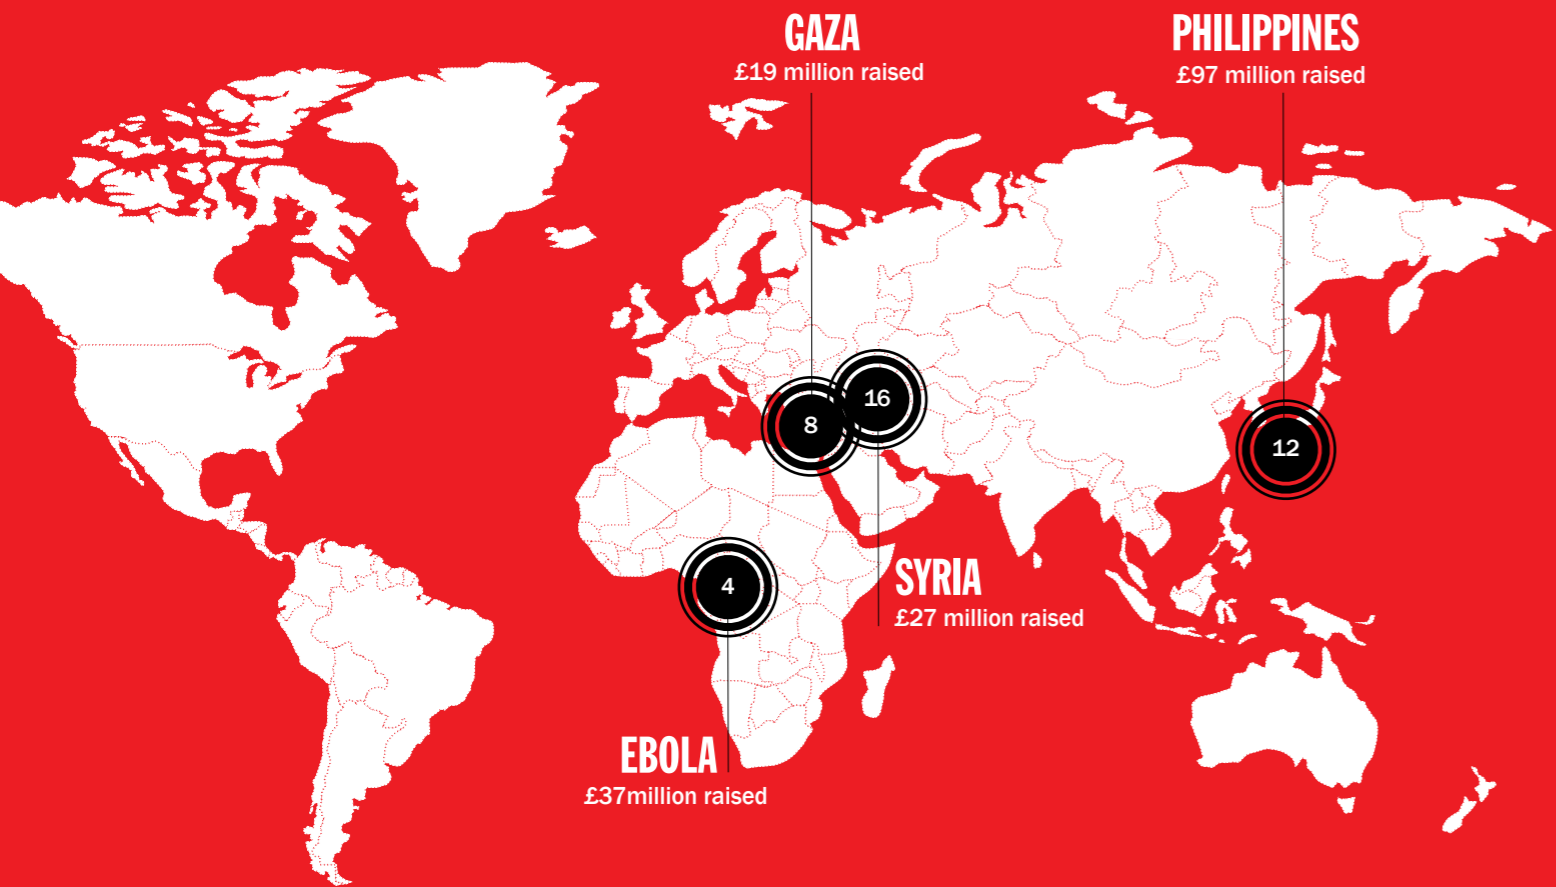 GAZA
£19 million raised
PHILIPPINES
£97 million raised
16
8
12
4
SYRIA
£27 million raised
EBOLA
£37million raised